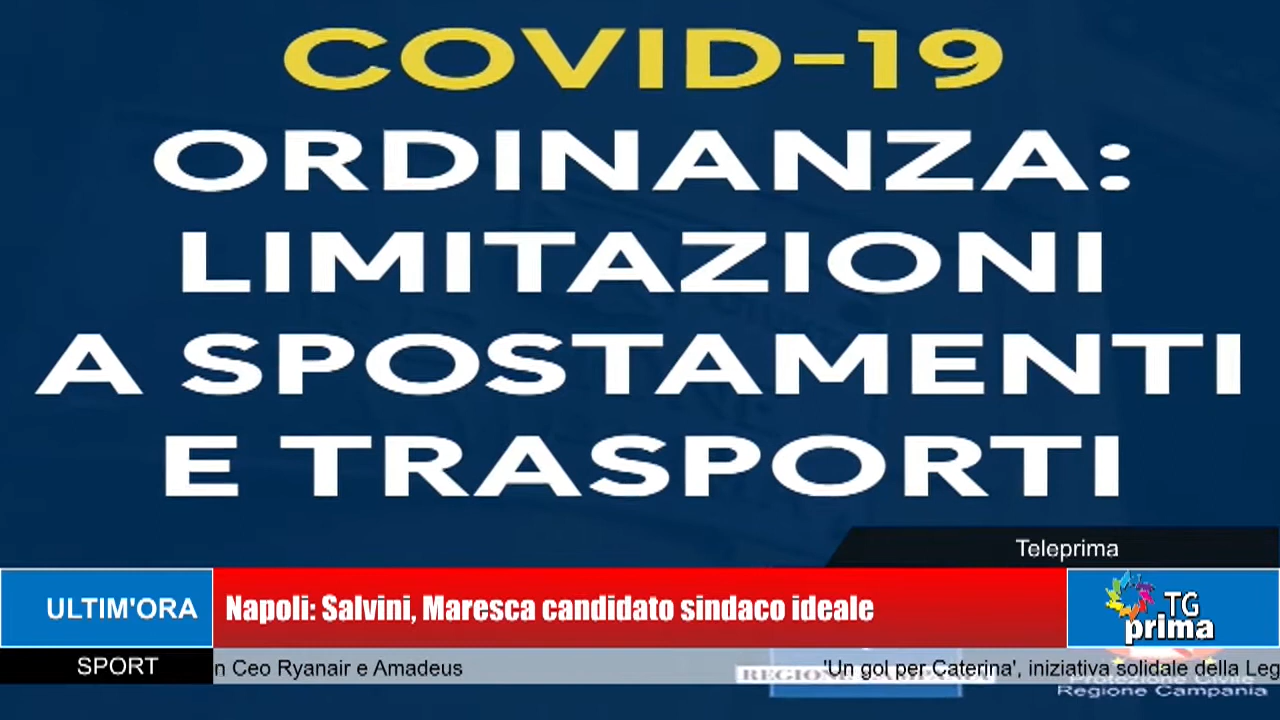 COVID-19
ORDINANZA:
LIMITAZIONI
A SPOSTAMENTI
E TRASPORTI
Teleprima
ULTIM'ORA
Napoli: Salvini, Maresca candidato sindaco ideale
TG
prima
SPORT
n Ceo Ryanair e Amadeus
'Un gol per Caterina', iniziativa solidale della Leg
Protezione Civile
Regione Campania